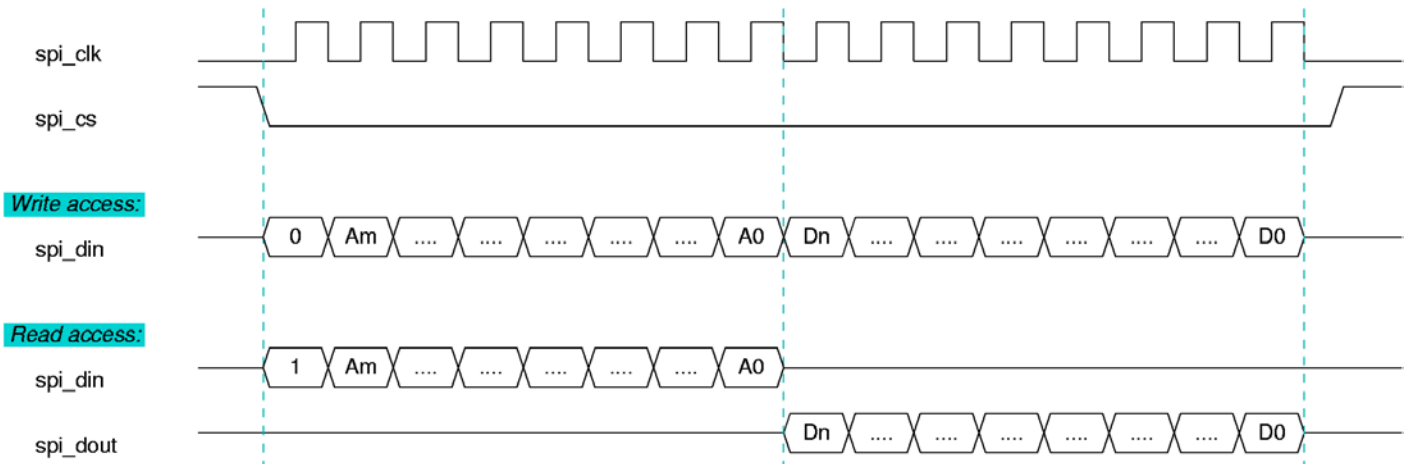 spi_clk
spi_cs
Write access:
spi_din 0 Am .... .... .... .... .... A0 Dn .... .... .... .... .... .... D0
Read access:
spi_din 1 Am .... .... .... .... .... A0
spi_dout Dn .... .... .... .... .... .... D0